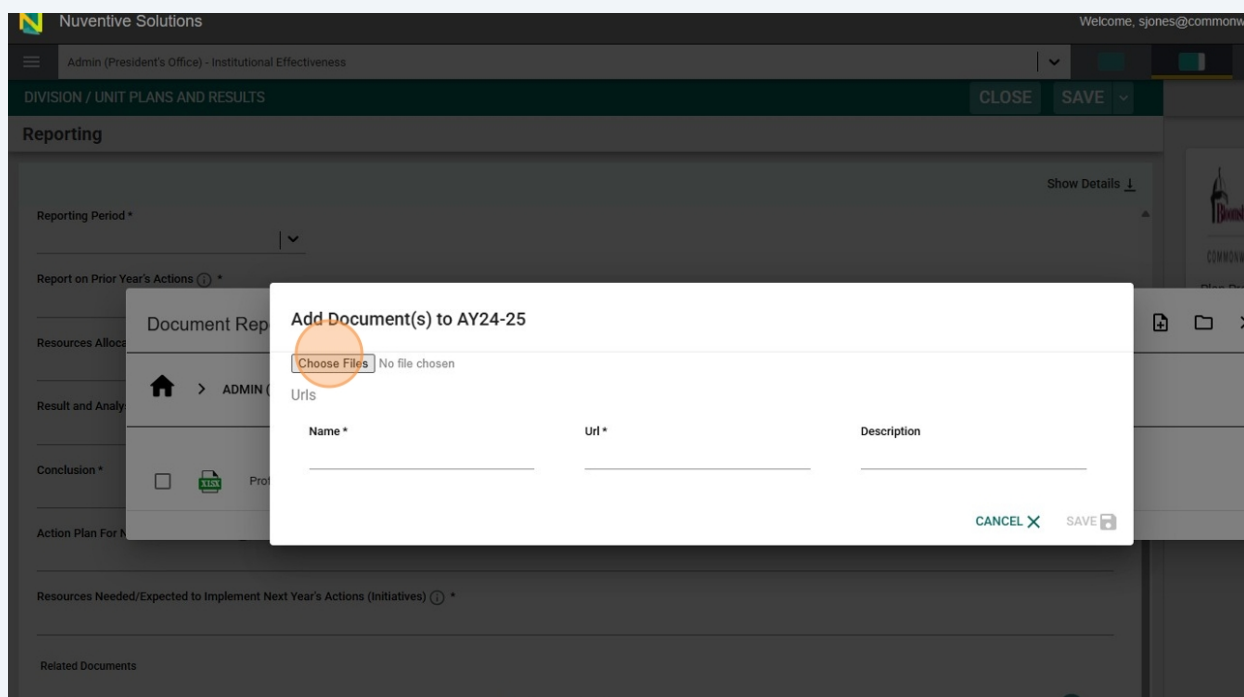 Nuventive Solutions
Welcome, sjones@commonw
Admin (President's Office) - Institutional Effectiveness
DIVISION / UNIT PLANS AND RESULTS
CLOSE
SAVE
Reporting
Show Details
Reporting Period *
Report on Prior Year's Actions *
Document Rep
Add Document(s) to AY24-25
Resources Alloca
Choose Files No file chosen
ADMIN (
Urls
Result and Analy
Name *
Url *
Description
Conclusion *
XLSX
CANCEL
SAVE
Action Plan For N
Resources Needed/Expected to Implement Next Year's Actions (Initiatives) *
Related Documents